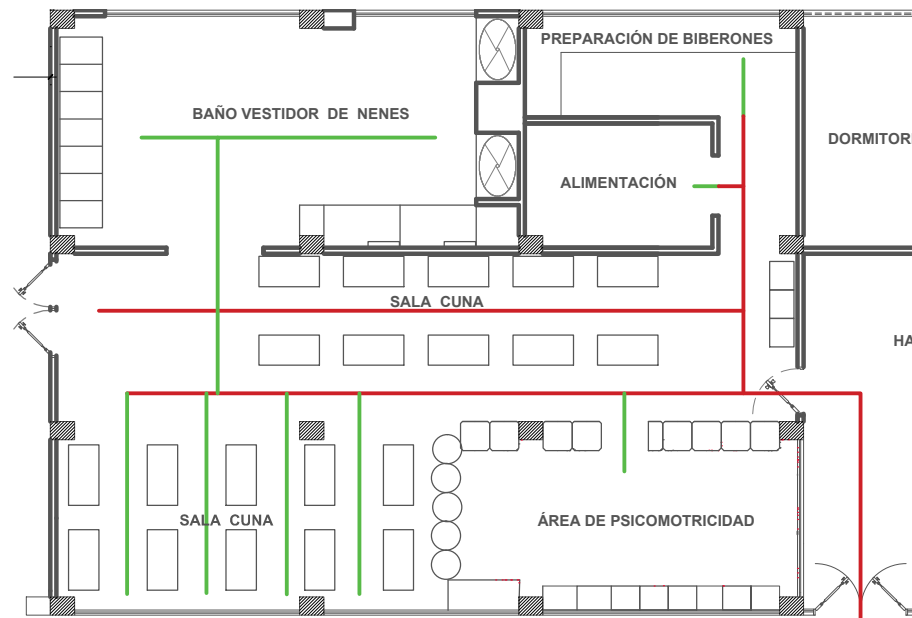 PREPARACIÓN DE BIBERONES
BAÑO VESTIDOR DE NENES
DORMITOR
ALIMENTACIÓN
SALA CUNA
HA
SALA CUNA
ÁREA DE PSICOMOTRICIDAD